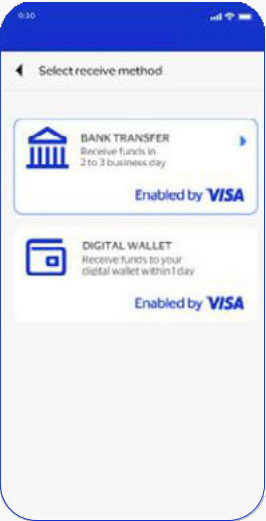 9:30
Select receive method
BANK TRANSFER
Receive funds in
2 to 3 business day
Enabled by VISA
DIGITAL WALLET
Receive funds to your
digital wallet within 1 day
Enabled by VISA